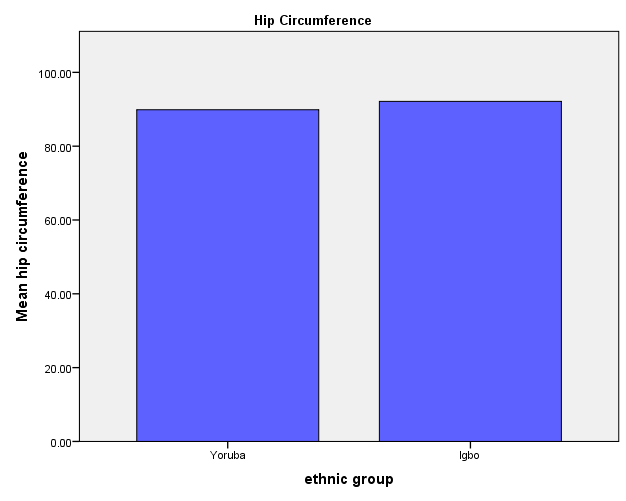 Hip Circumference
Mean hip circumference
100.00
80.00
60.00
40.00
20.00
0.00
Yoruba
Igbo
ethnic group